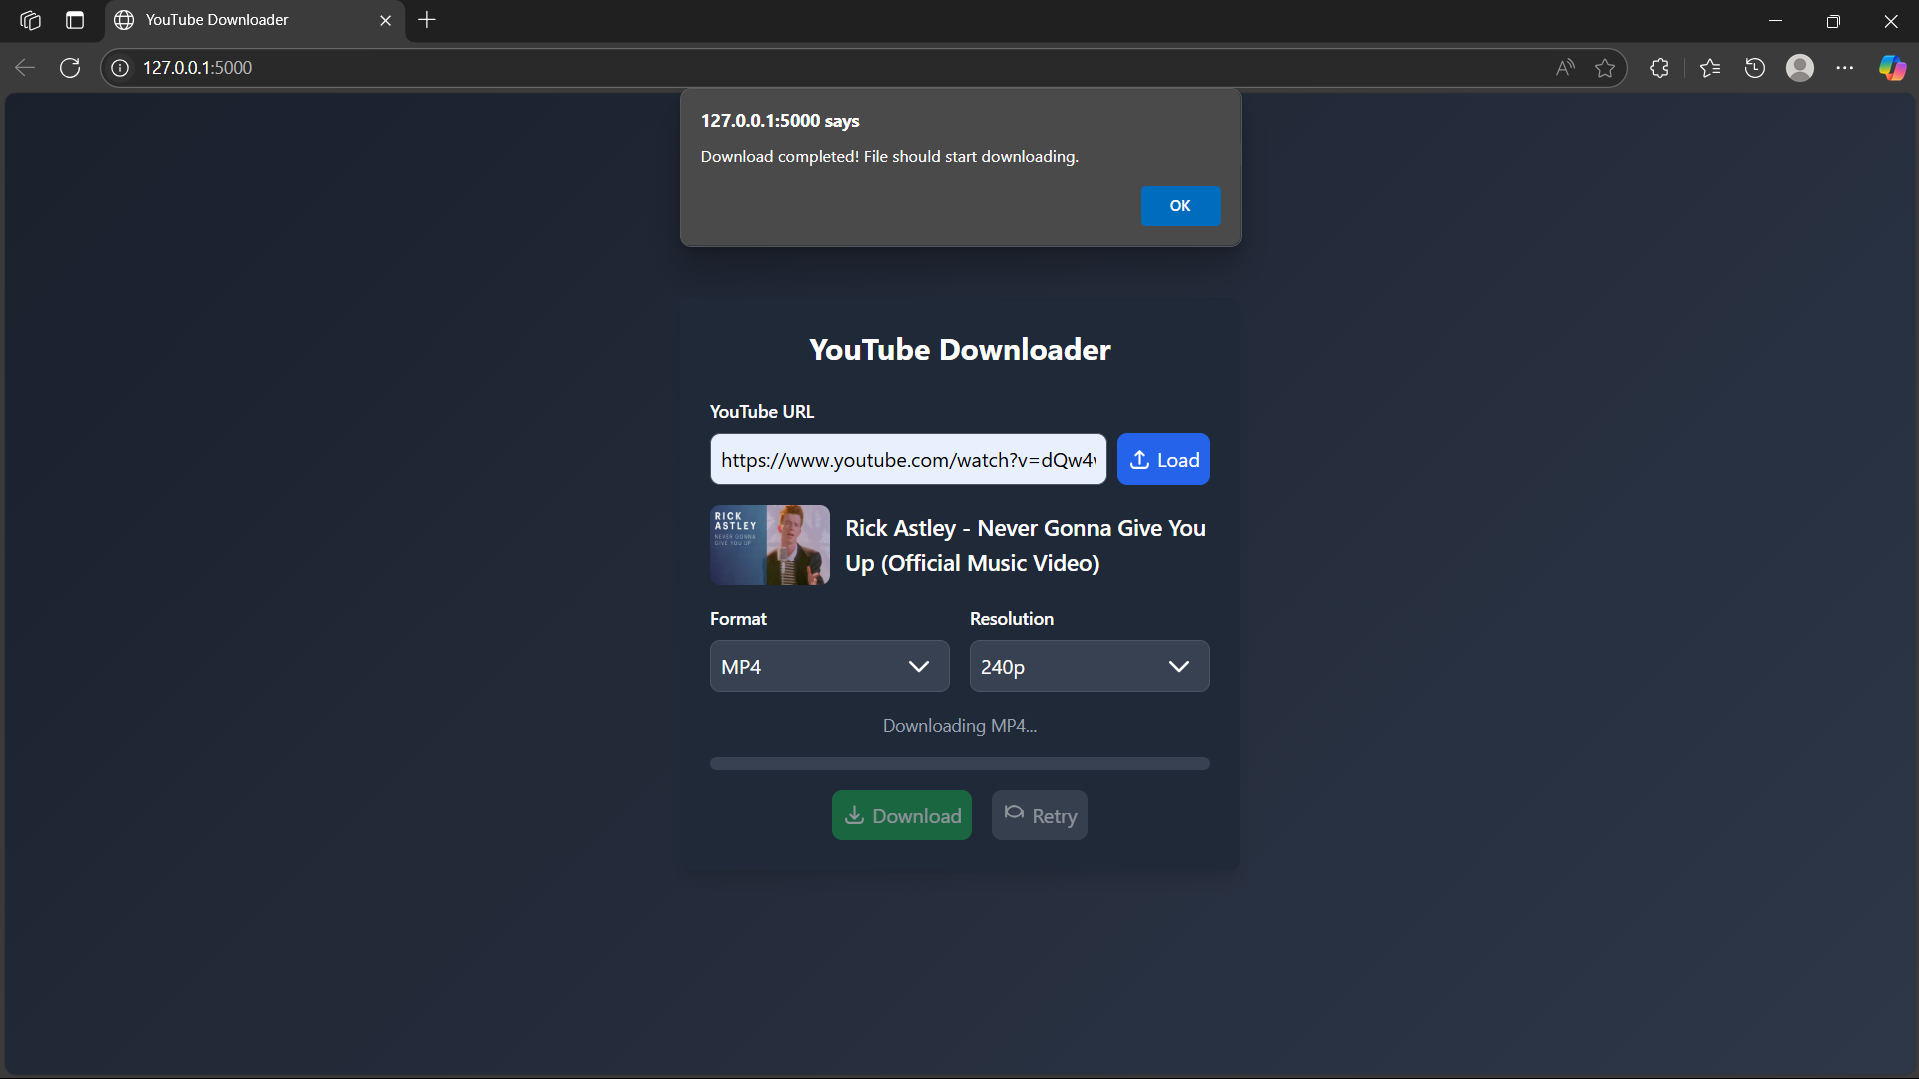 YouTube Downloader
127.0.0.1:5000
127.0.0.1:5000 says
Download completed! File should start downloading.
OK
YouTube Downloader
YouTube URL
https://www.youtube.com/watch?v=dQw4
Load
RICK
ASTLEY
NEVER GONNA
GIVE YOU UP
Rick Astley - Never Gonna Give You
Up (Official Music Video)
Format
Resolution
MP4
240p
Downloading MP4...
Download
Retry